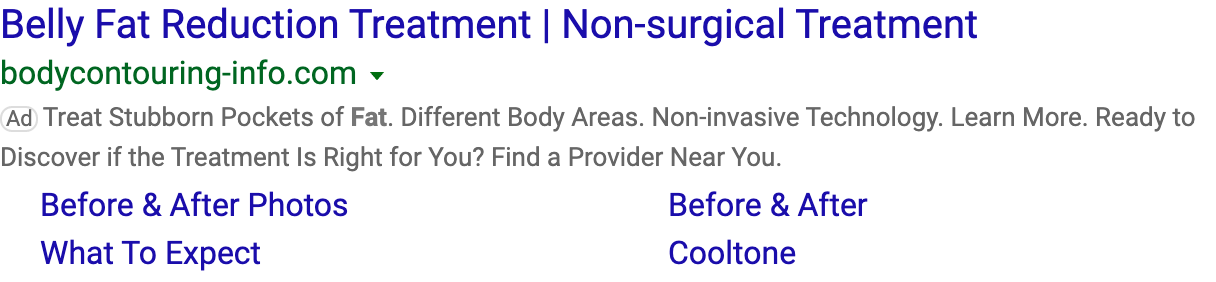 Belly Fat Reduction Treatment | Non-surgical Treatment
bodycontouring-info.com
Ad Treat Stubborn Pockets of Fat. Different Body Areas. Non-invasive Technology. Learn More. Ready to
Discover if the Treatment Is Right for You? Find a Provider Near You.
Before & After Photos Before & After
What To Expect Cooltone